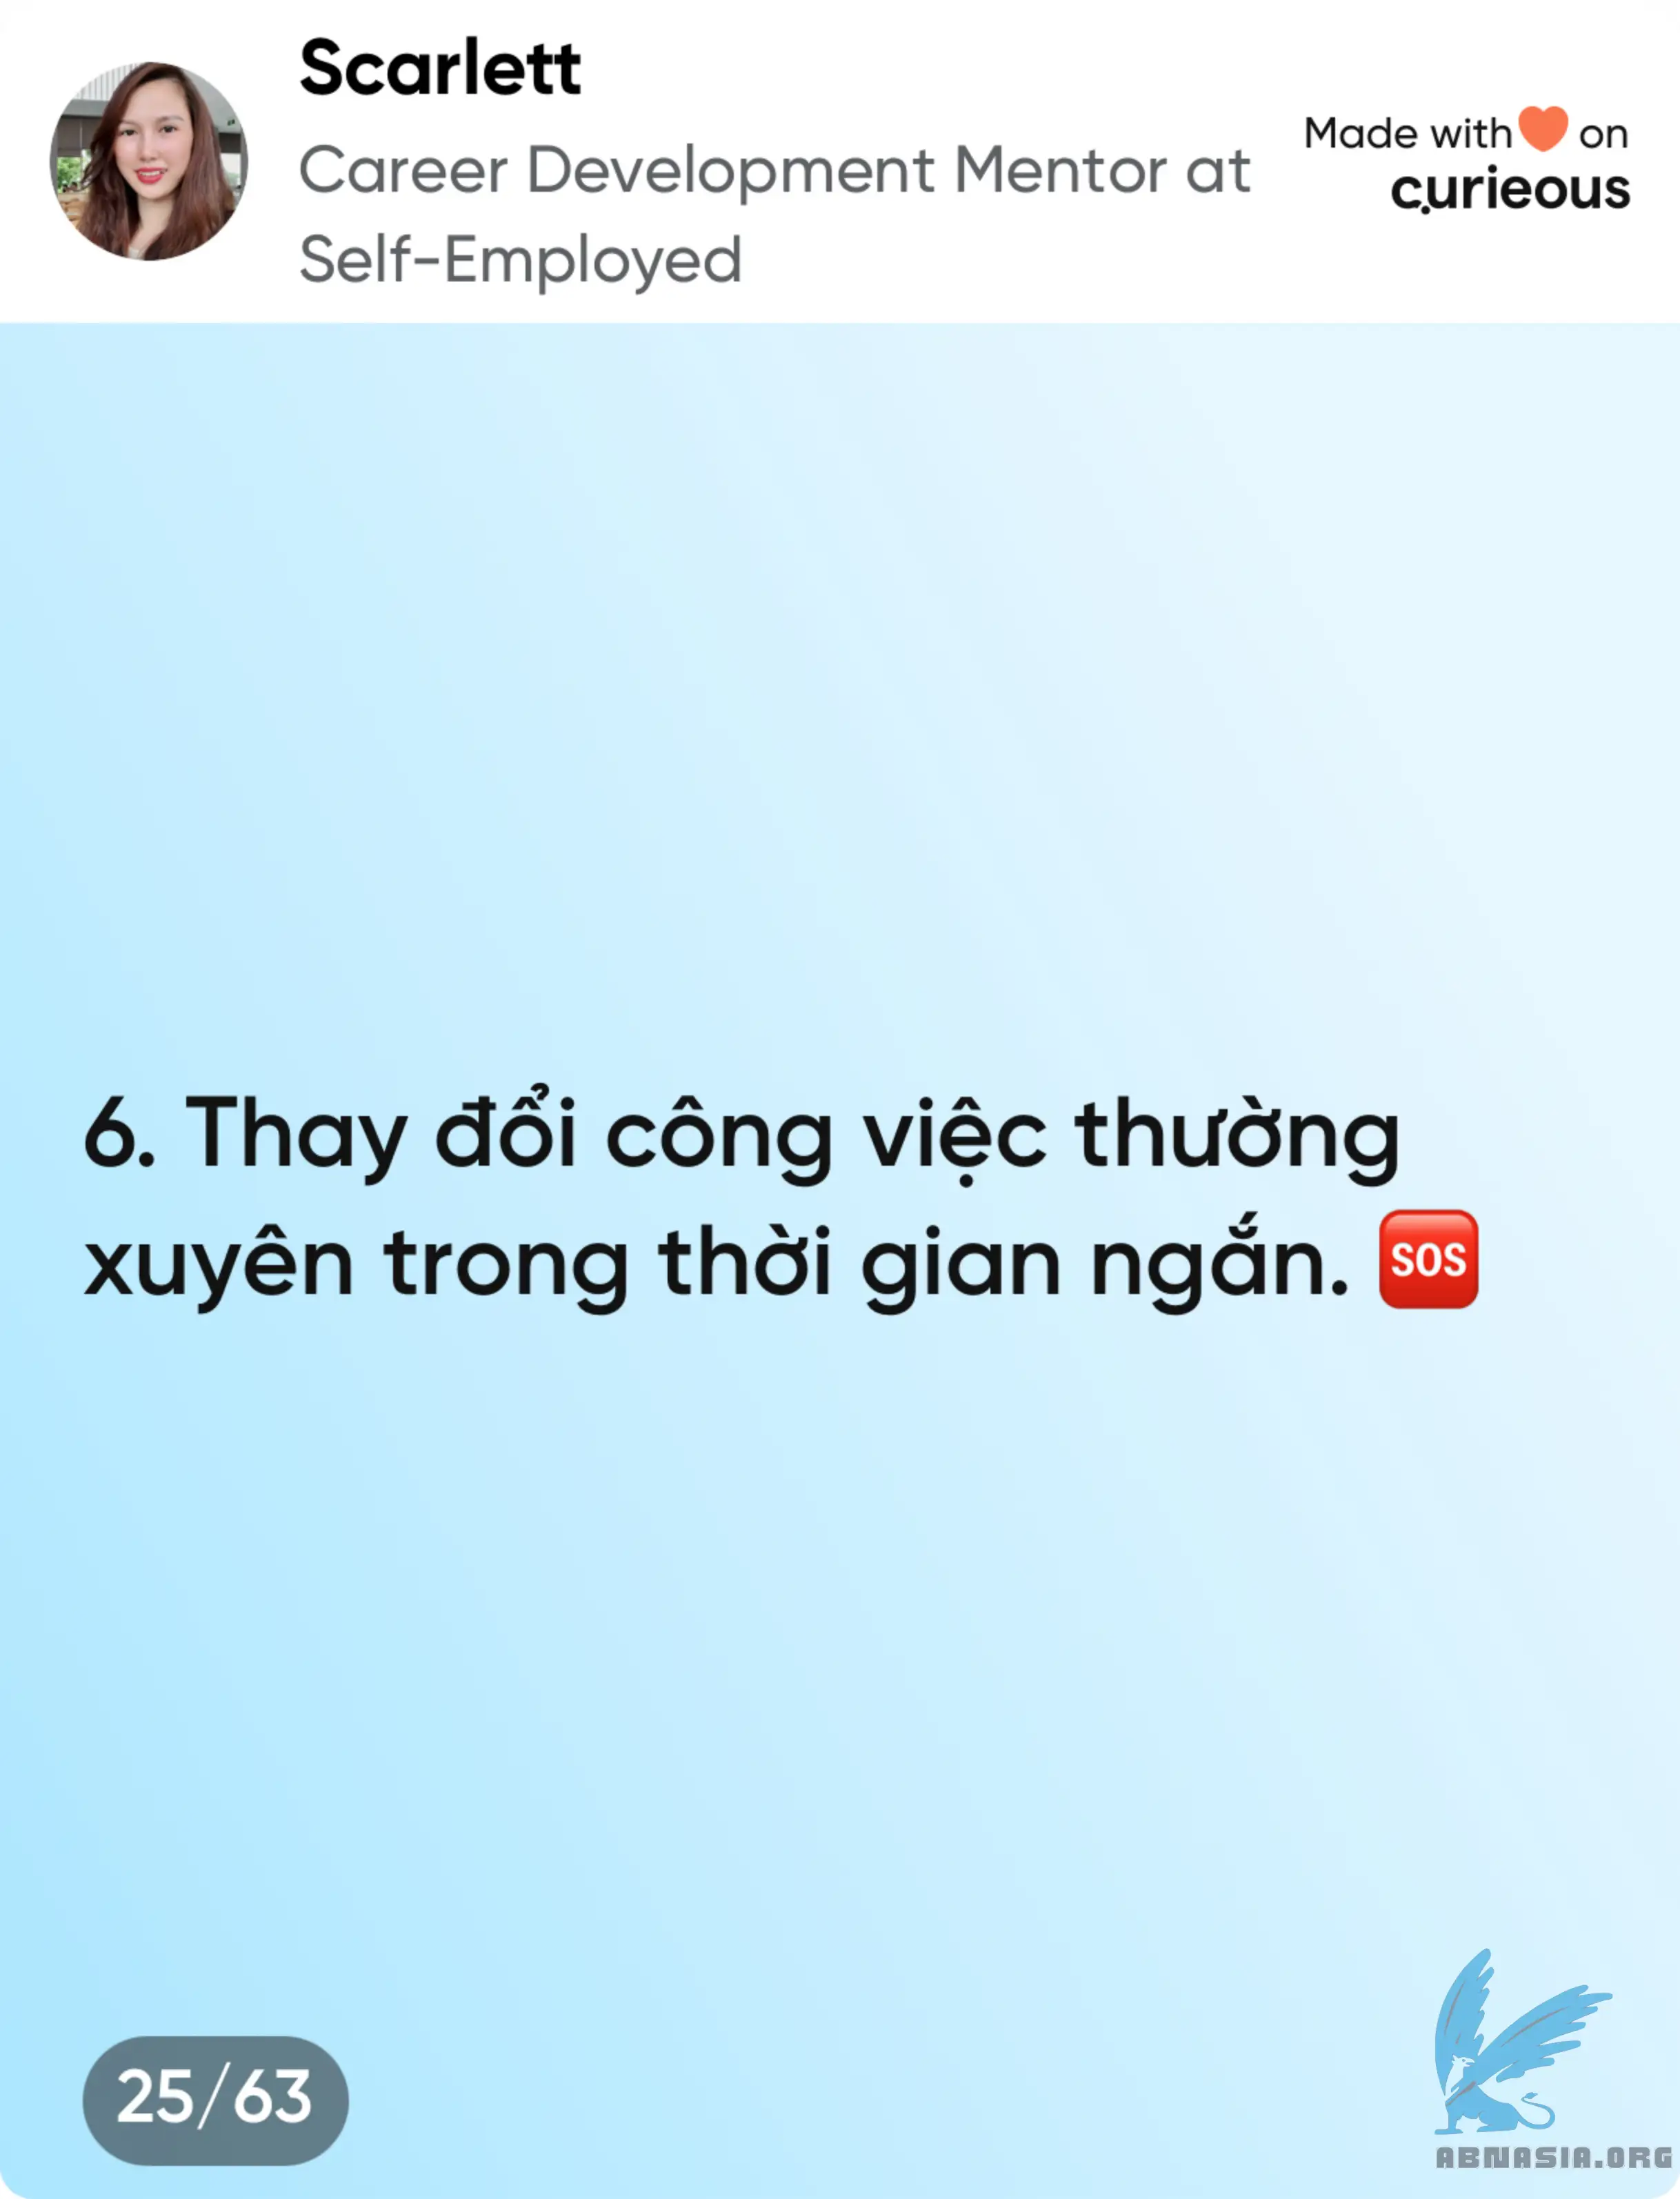 Scarlett
Career Development Mentor at
Self-Employed
Made with🧡on
curieous
6. Thay đổi công việc thường
xuyên trong thời gian ngắn. 🆘
25/63
ABNASIA.ORG